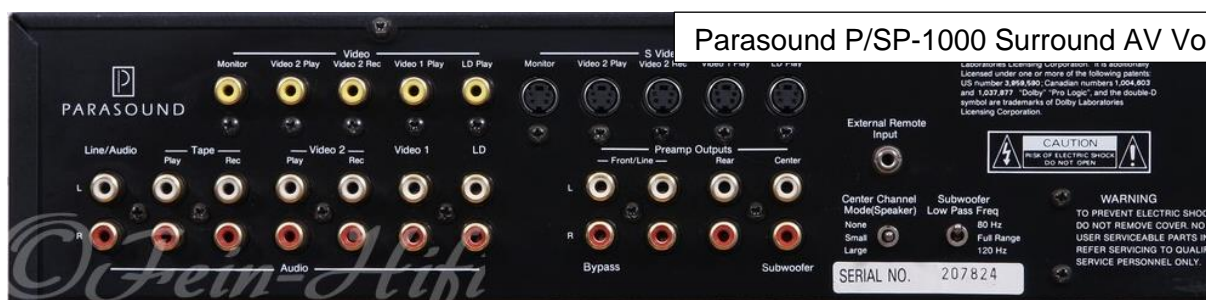 Parasound P/SP-1000 Surround AV Vo
Video
Monitor Video 2 Play Video 2 Rec Video 1 Play LD Play
S Vide
Monitor Video 2 Play Video 2 Rec Video 1 Play LD Play
Laboratories Licensing Corporation. It is additionally
Licensed under one or more of the following patents:
US number 3,959,590; Canadian numbers 1,004,603
and 1,037,877 "Dolby" "Pro Logic", and the double-D
symbol are trademarks of Dolby Laboratories
Licensing Corporation.
P
PARASOUND
External Remote
Input
CAUTION
RISK OF ELECTRIC SHOCK
DO NOT OPEN
Line/Audio Tape Video 2 Video 1 LD
Play Rec Play Rec
Preamp Outputs
Front/Line Rear Center
L
R
L
R
Audio
Bypass Subwoofer
Center Channel
Mode(Speaker)
None
Small
Large
Subwoofer
Low Pass Freq
80 Hz
Full Range
120 Hz
SERIAL NO. 207824
WARNING
TO PREVENT ELECTRIC SHOC
DO NOT REMOVE COVER. NO
USER SERVICEABLE PARTS IN
REFER SERVICING TO QUALIF
SERVICE PERSONNEL ONLY.
©Fein-Hifi